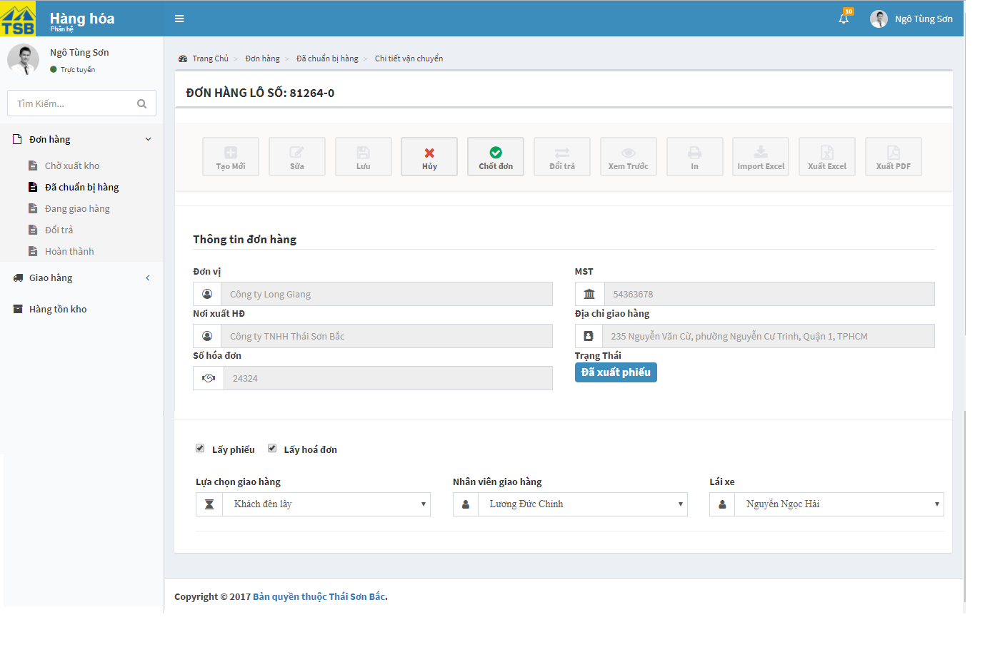 TSB
Hàng hóa
Phân hệ
10
Ngô Tùng Sơn
Ngô Tùng Sơn
Trực tuyến
Tìm Kiếm...
Đơn hàng
Chờ xuất kho
Đã chuẩn bị hàng
Đang giao hàng
Đổi trả
Hoàn thành
Giao hàng
Hàng tồn kho
Trang Chủ > Đơn hàng > Đã chuẩn bị hàng > Chi tiết vận chuyển
ĐƠN HÀNG LÔ SỐ: 81264-0
Tạo Mới Sửa Lưu Hủy Chốt đơn Đổi trả Xem Trước In Import Excel Xuất Excel Xuất PDF
Thông tin đơn hàng
Đơn vị
Công ty Long Giang
MST
54363678
Nơi xuất HĐ
Công ty TNHH Thái Sơn Bắc
Địa chỉ giao hàng
235 Nguyễn Văn Cừ, phường Nguyễn Cư Trinh, Quận 1, TPHCM
Số hóa đơn
24324
Trạng Thái
Đã xuất phiếu
Lấy phiếu Lấy hoá đơn
Lựa chọn giao hàng
Khách đến lấy
Nhân viên giao hàng
Lương Đức Chinh
Lái xe
Nguyễn Ngọc Hải
Copyright © 2017 Bản quyền thuộc Thái Sơn Bắc.